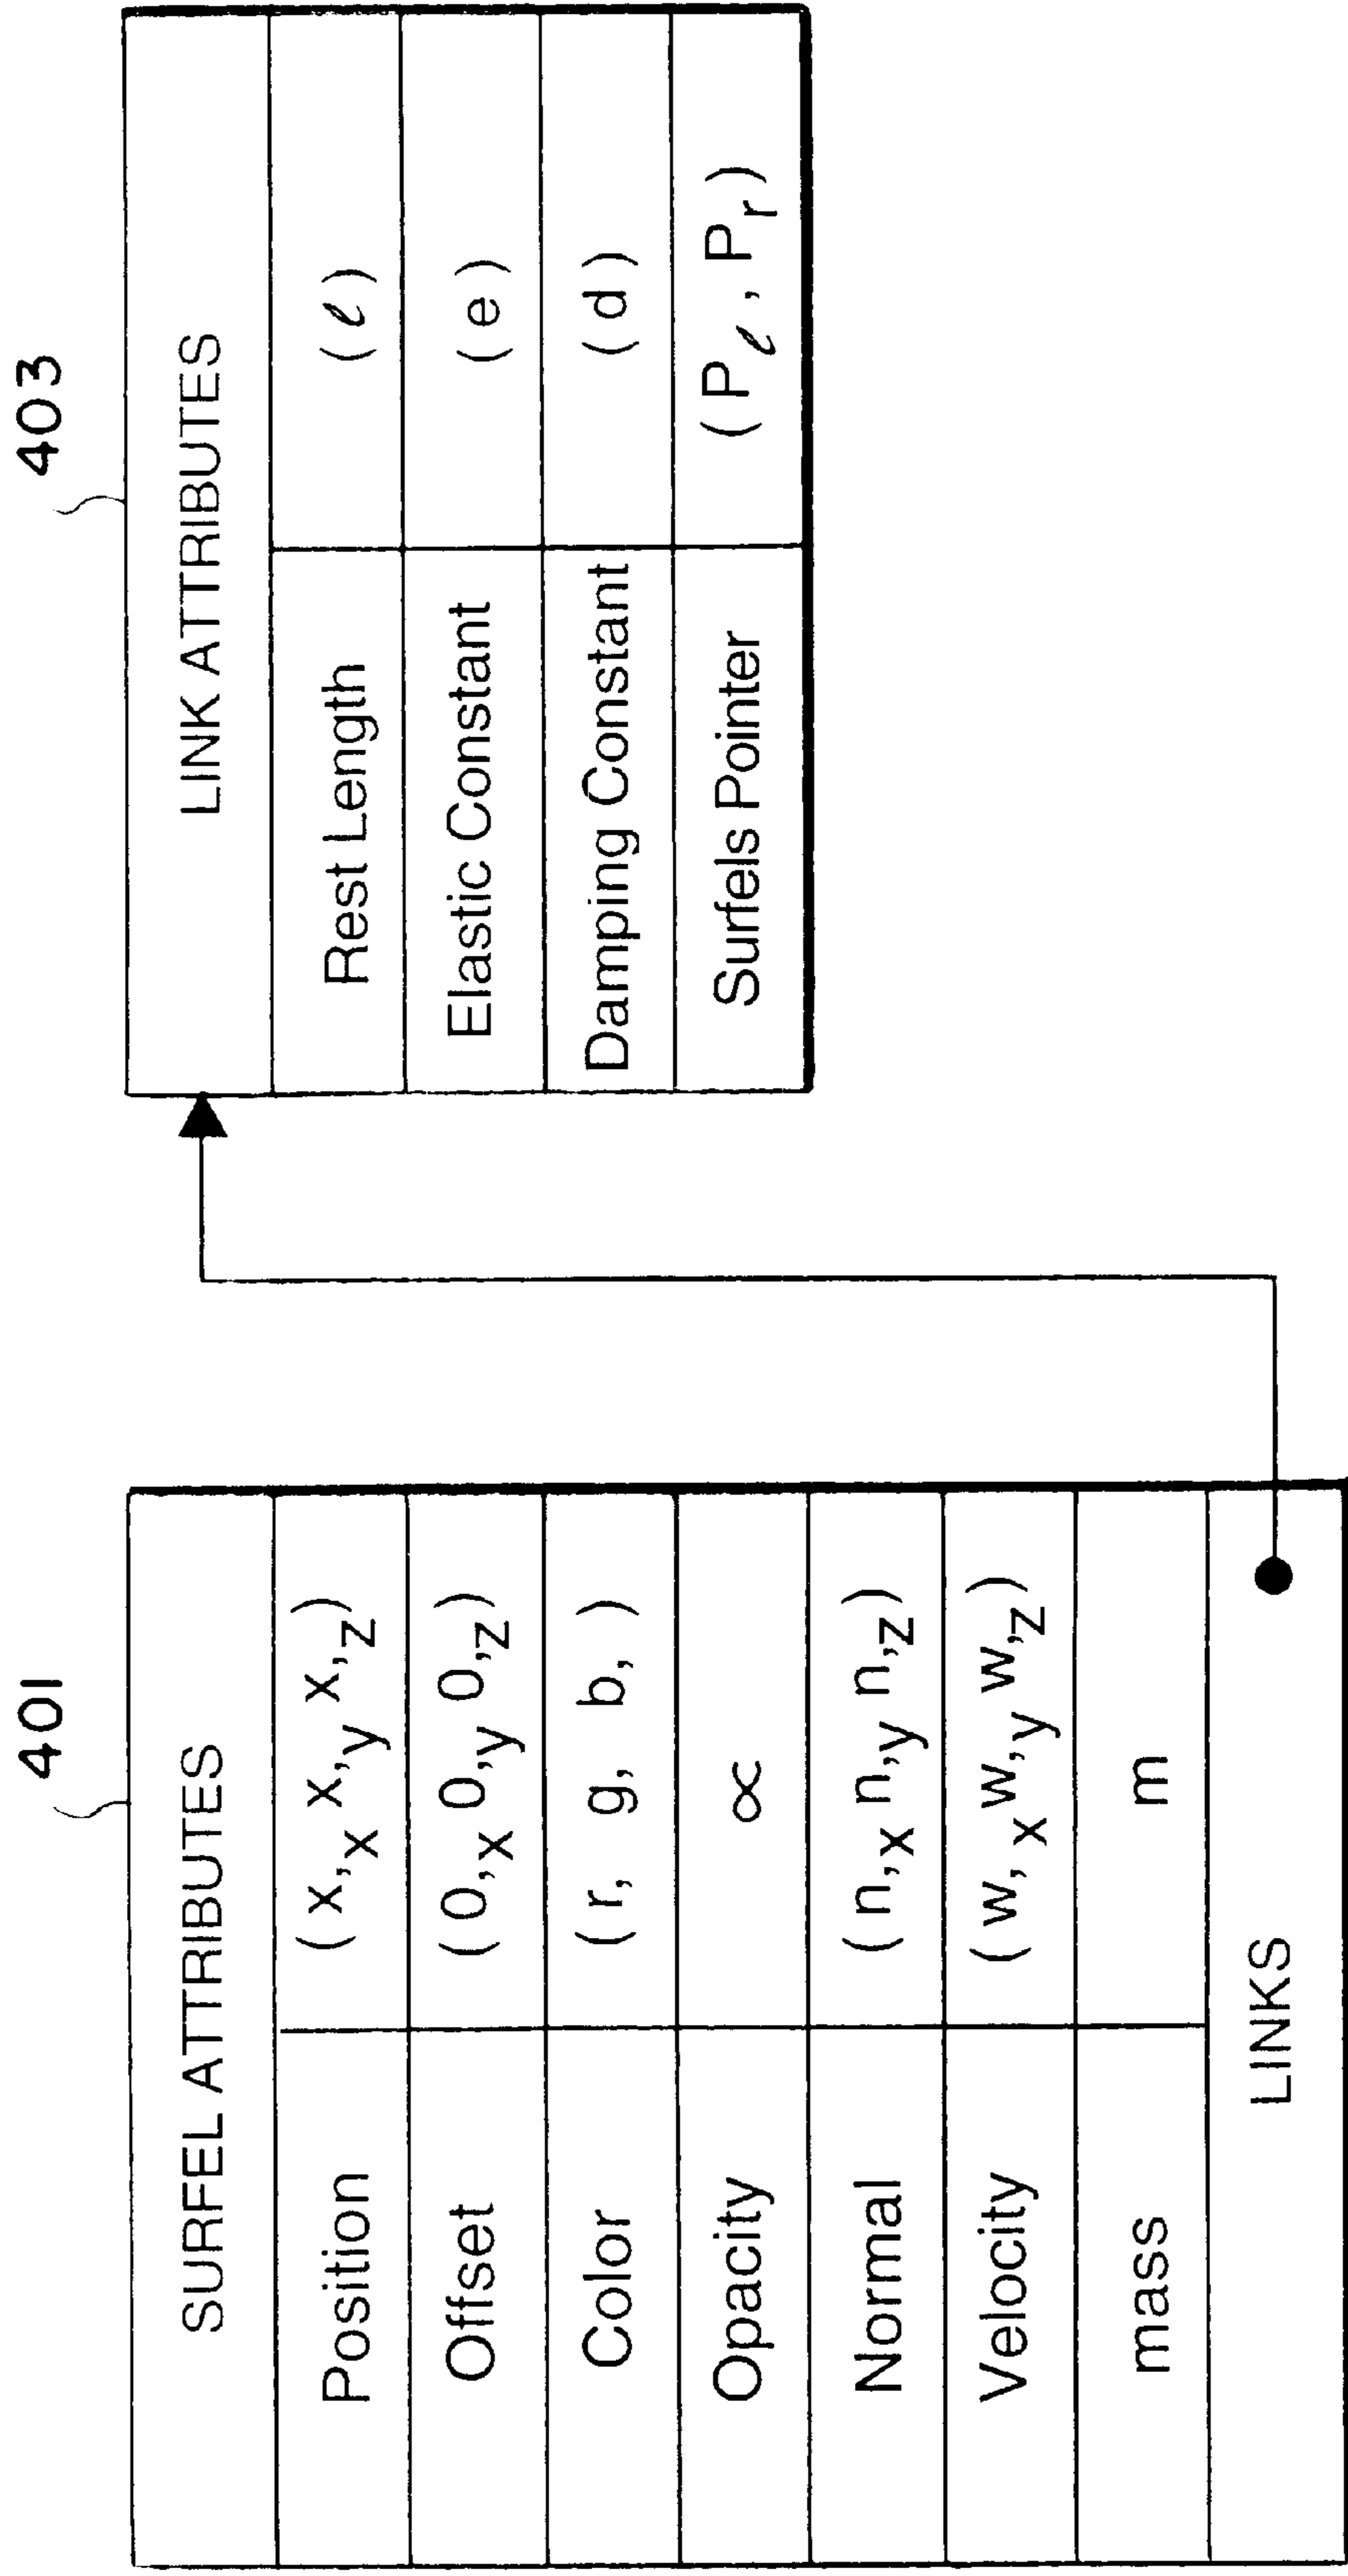 401
SURFEL ATTRIBUTES
Position ( x,x x,y x,z)
Offset ( 0,x 0,y 0,z)
Color ( r, g, b, )
Opacity ∝
Normal ( n,x n,y n,z)
Velocity ( w, x w,y w,z)
mass m
LINKS
403
LINK ATTRIBUTES
Rest Length ( ℓ )
Elastic Constant ( e )
Damping Constant ( d )
Surfels Pointer ( Pℓ , Pr )